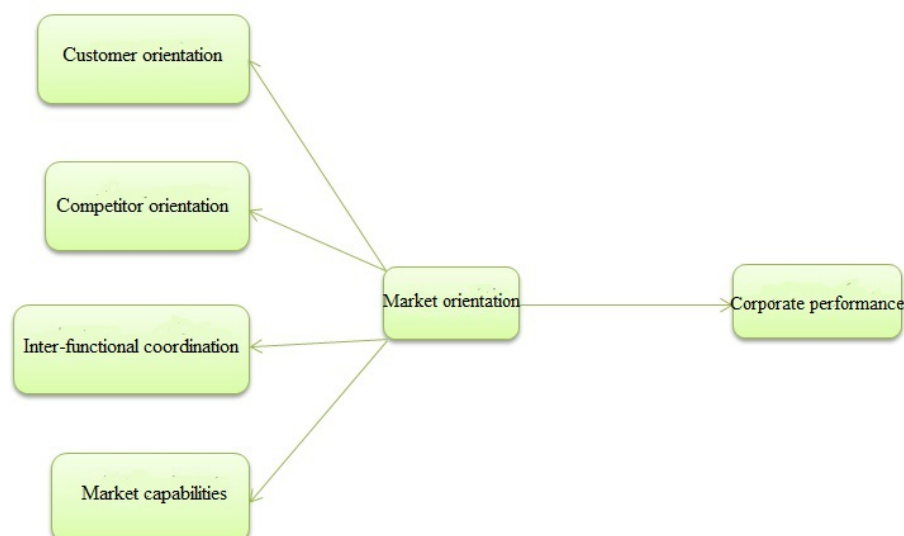 Customer orientation
Competitor orientation
Market orientation
Corporate performance
Inter-functional coordination
Market capabilities